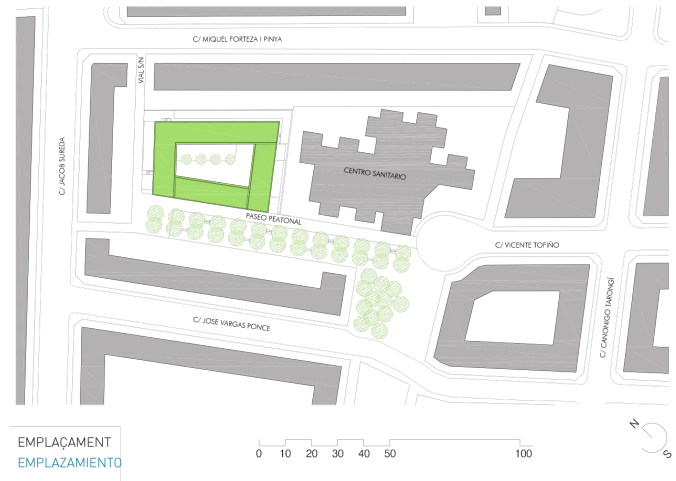 C/ MIQUEL FORTEZA I PINYA
VIAL S/N
C/ JACOB SUREDA
CENTRO SANITARIO
PASEO PEATONAL
C/ VICENTE TOFIÑO
C/ CANONIGO TARONGÍ
C/ JOSE VARGAS PONCE
EMPLAÇAMENT
EMPLAZAMIENTO
0 10 20 30 40 50 100
N
S